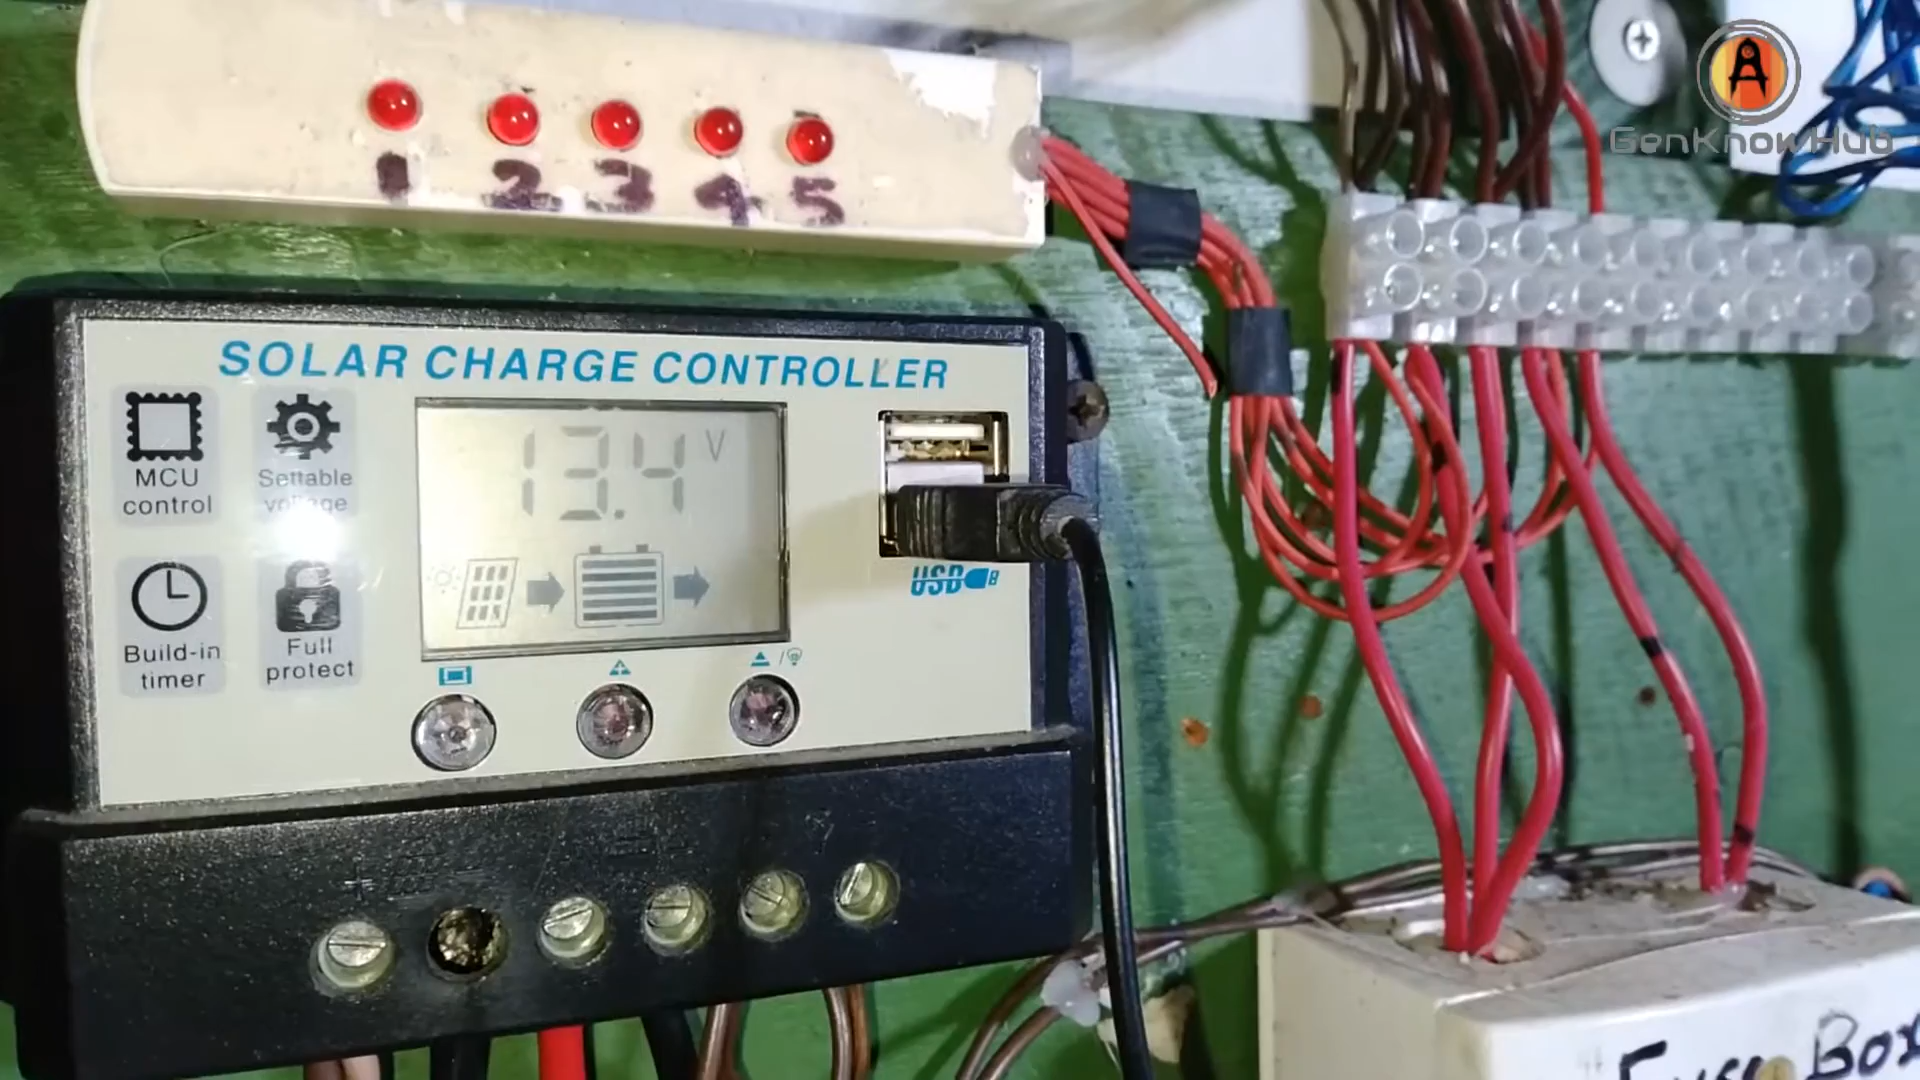 GenKnowHub
1 2 3 4 5
SOLAR CHARGE CONTROLLER
MCU
control
Settable
voltage
Build-in
timer
Full
protect
13.4 V
USB
+
Fuse Box